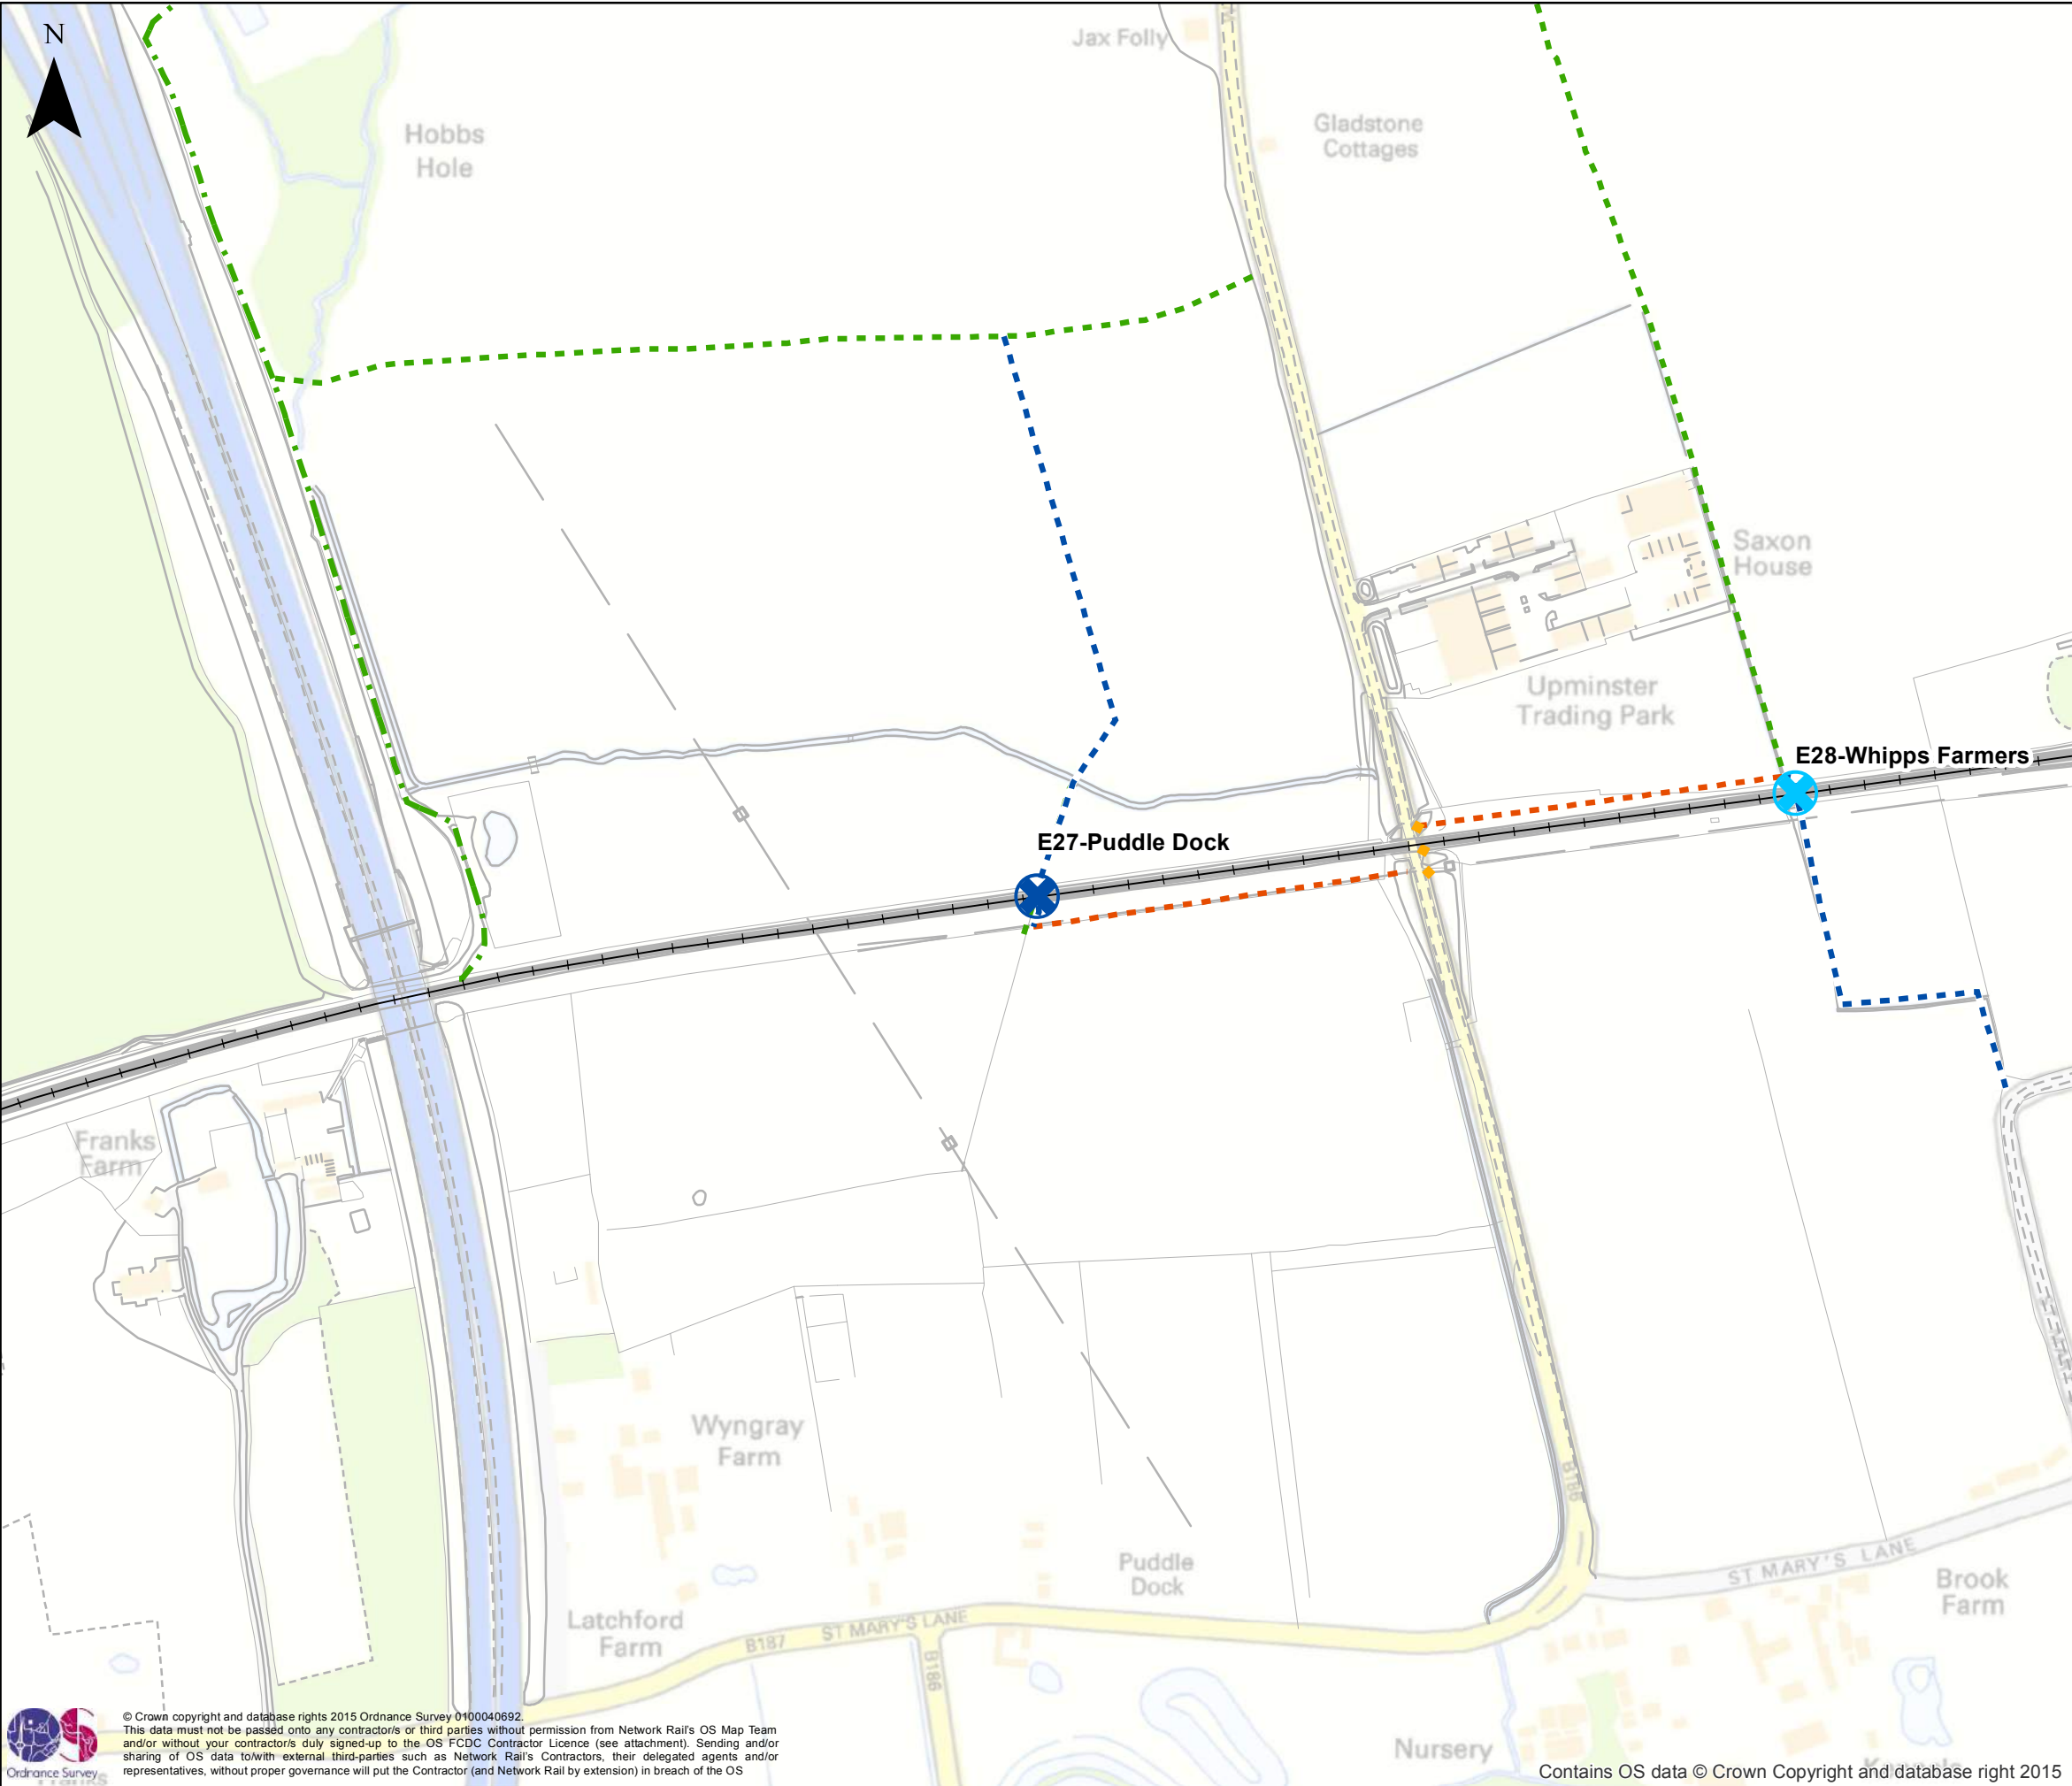 N
Jax Folly
Gladstone
Cottages
Hobbs
Hole
Saxon
House
Upminster
Trading Park
E28-Whipps Farmers
E27-Puddle Dock
Franks
Farm
Wyngray
Farm
B186
Puddle
Dock
ST MARY'S LANE
Brook
Farm
Latchford
Farm
B187
ST MARY'S LANE
B186
Nursery
Ordnance Survey
© Crown copyright and database rights 2015 Ordnance Survey 0100040692.
This data must not be passed onto any contractor/s or third parties without permission from Network Rail's OS Map Team
and/or without your contractor/s duly signed-up to the OS FCDC Contractor Licence (see attachment). Sending and/or
sharing of OS data to/with external third-parties such as Network Rail's Contractors, their delegated agents and/or
representatives, without proper governance will put the Contractor (and Network Rail by extension) in breach of the OS
Contains OS data © Crown Copyright and database right 2015